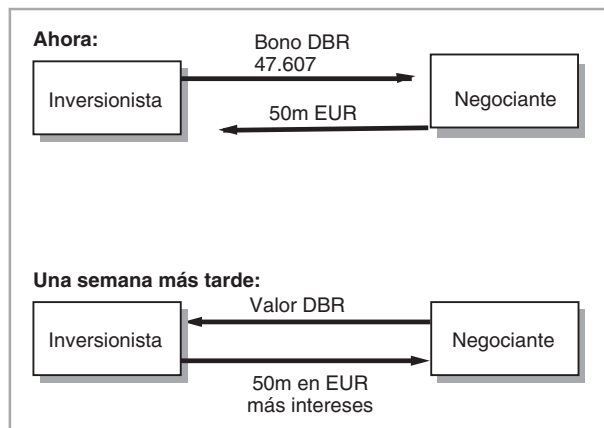 Ahora:
Bono DBR
47.607
Inversionista
Negociante
50m EUR
Una semana más tarde:
Valor DBR
Inversionista
Negociante
50m en EUR
más intereses